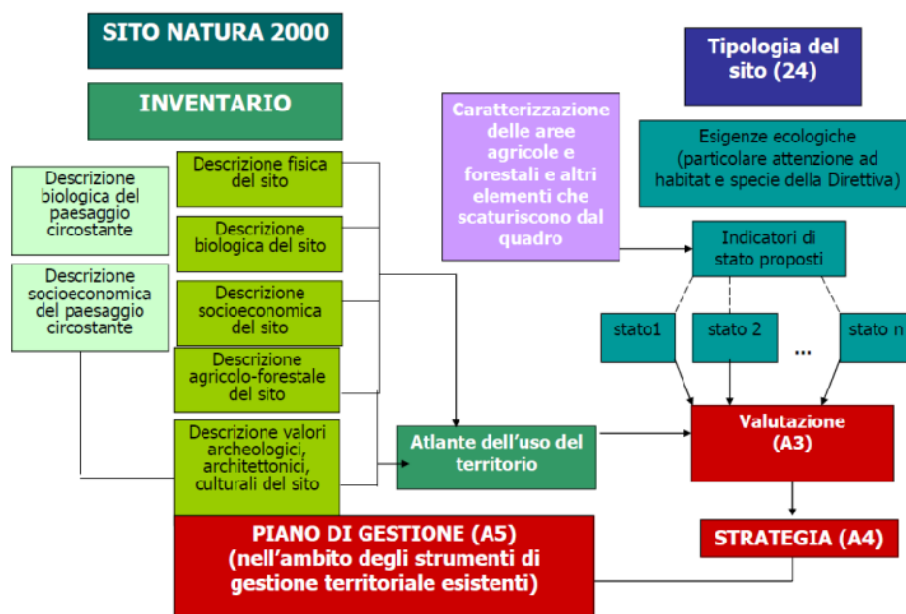 SITO NATURA 2000
INVENTARIO
Descrizione
biologica del
paesaggio
circostante
Descrizione
socioeconomica
del paesaggio
circostante
Descrizione fisica
del sito
Descrizione
biologica del sito
Descrizione
socioeconomica
del sito
Descrizione
agricolo-forestale
del sito
Descrizione valori
archeologici,
architettonici,
culturali del sito
Atlante dell'uso del
territorio
Caratterizzazione
delle aree
agricole e
forestali e altri
elementi che
scaturiscono dal
quadro
Tipologia del
sito (24)
Esigenze ecologiche
(particolare attenzione ad
habitat e specie della Direttiva)
Indicatori di
stato proposti
stato1
stato 2
...
stato n
Valutazione
(A3)
STRATEGIA (A4)
PIANO DI GESTIONE (A5)
(nell'ambito degli strumenti di
gestione territoriale esistenti)